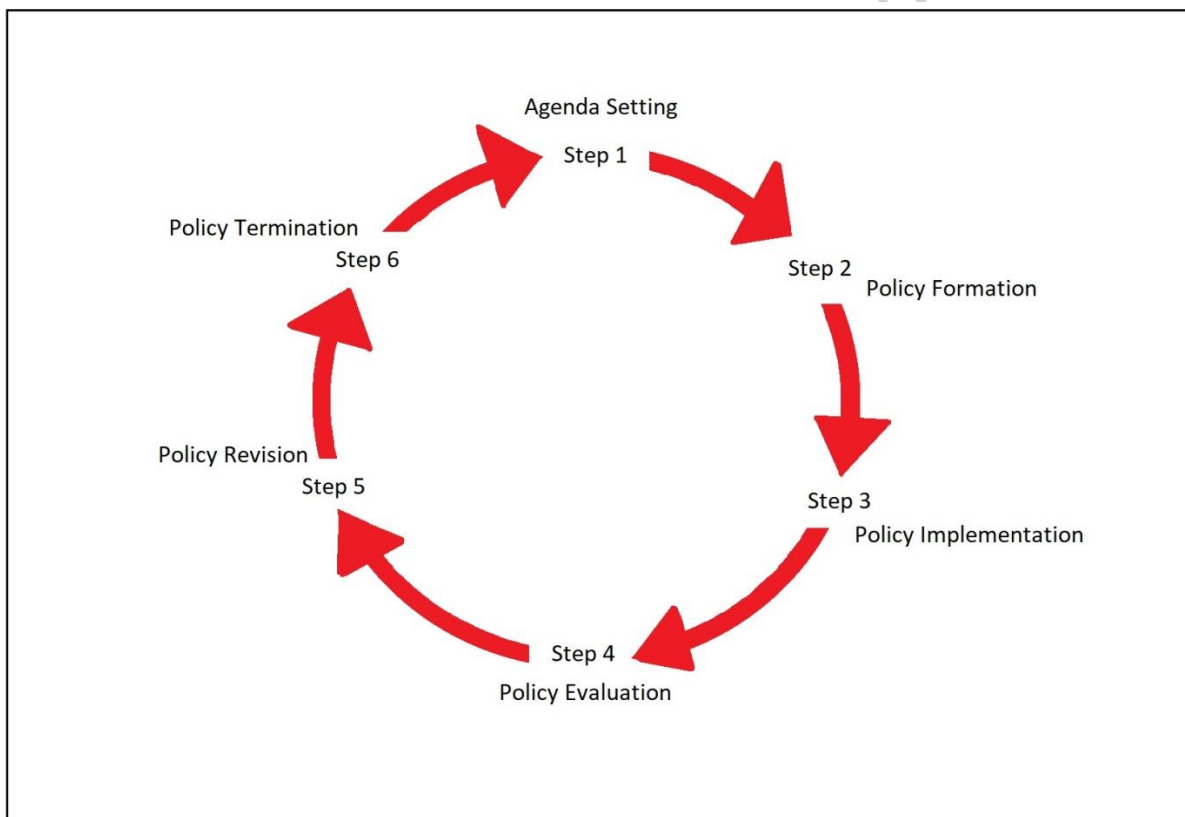 Agenda Setting
Step 1
Step 2
Policy Formation
Step 3
Policy Implementation
Step 4
Policy Evaluation
Policy Revision
Step 5
Policy Termination
Step 6